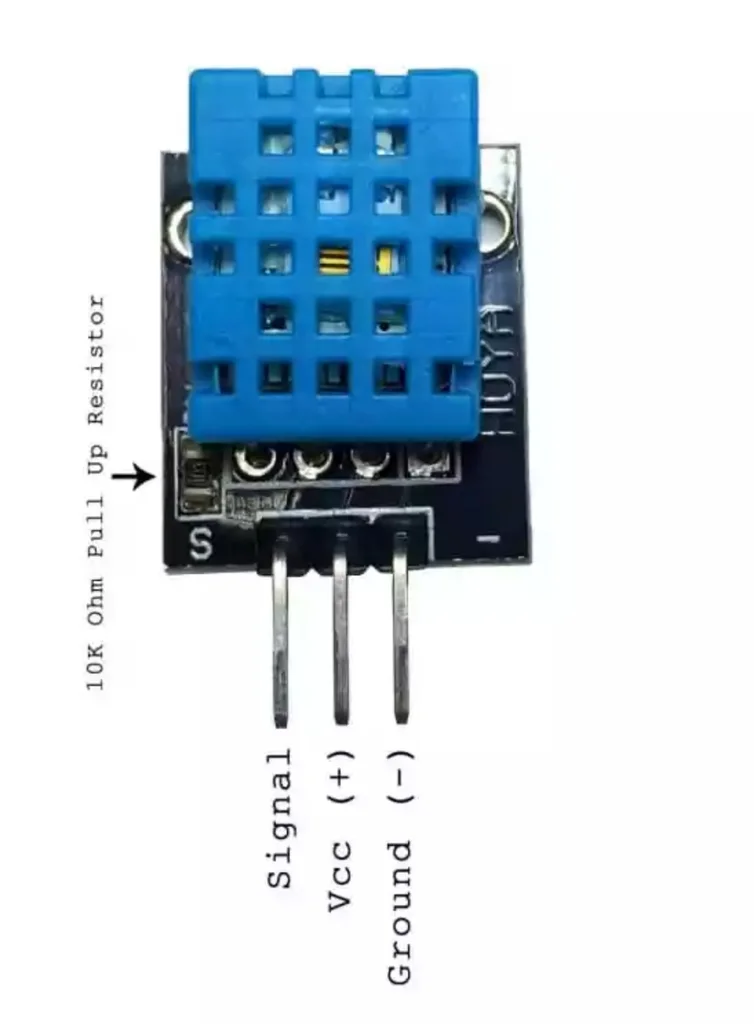 10K Ohm Pull Up Resistor
HUYA
S
-
Signal
Vcc (+)
Ground (-)